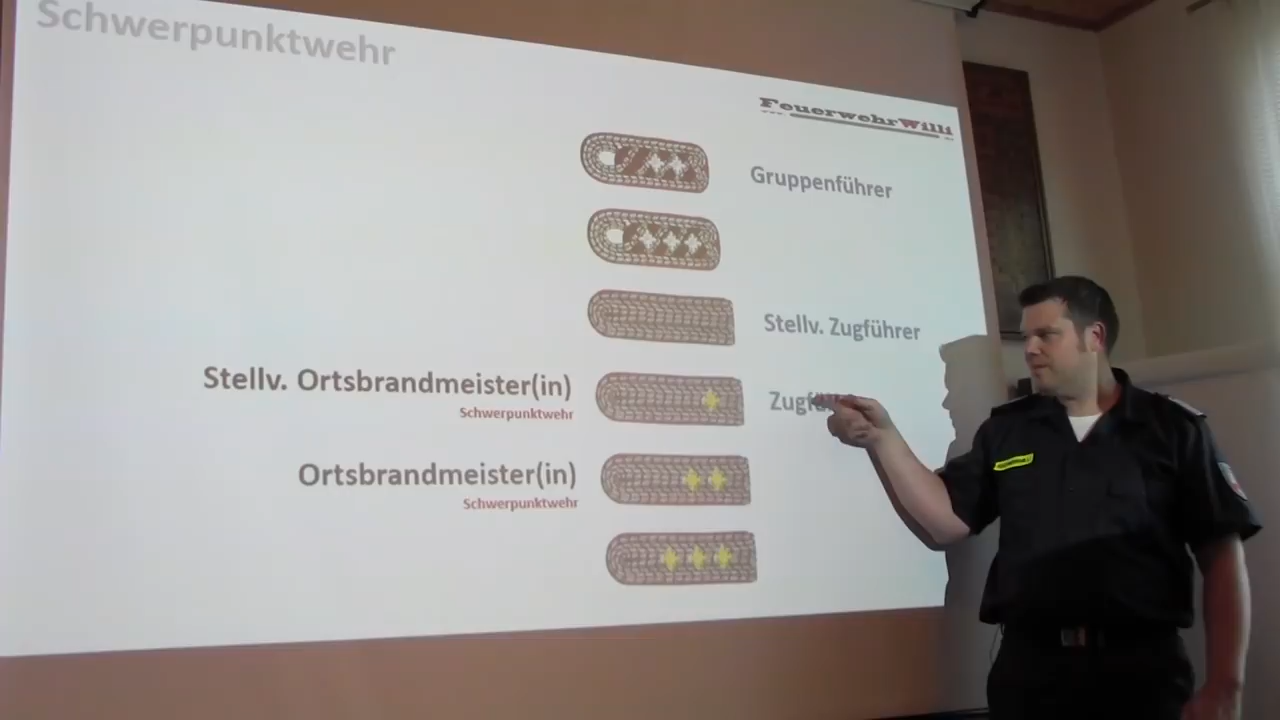 Schwerpunktwehr
FeuerwehrWilli
Gruppenführer
Stellv. Zugführer
Stellv. Ortsbrandmeister(in)
Schwerpunktwehr
Ortsbrandmeister(in)
Schwerpunktwehr